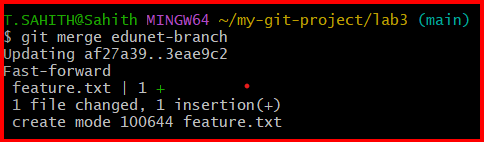 T.SAHITH@Sahith MINGW64 ~/my-git-project/lab3 (main)
$ git merge edunet-branch
Updating af27a39..3eae9c2
Fast-forward
 feature.txt | 1 +
 1 file changed, 1 insertion(+)
 create mode 100644 feature.txt